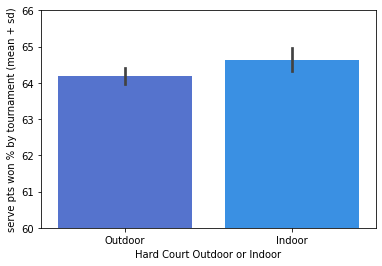 serve pts won % by tournament (mean + sd)
66
65
64
63
62
61
60
Outdoor Indoor
Hard Court Outdoor or Indoor